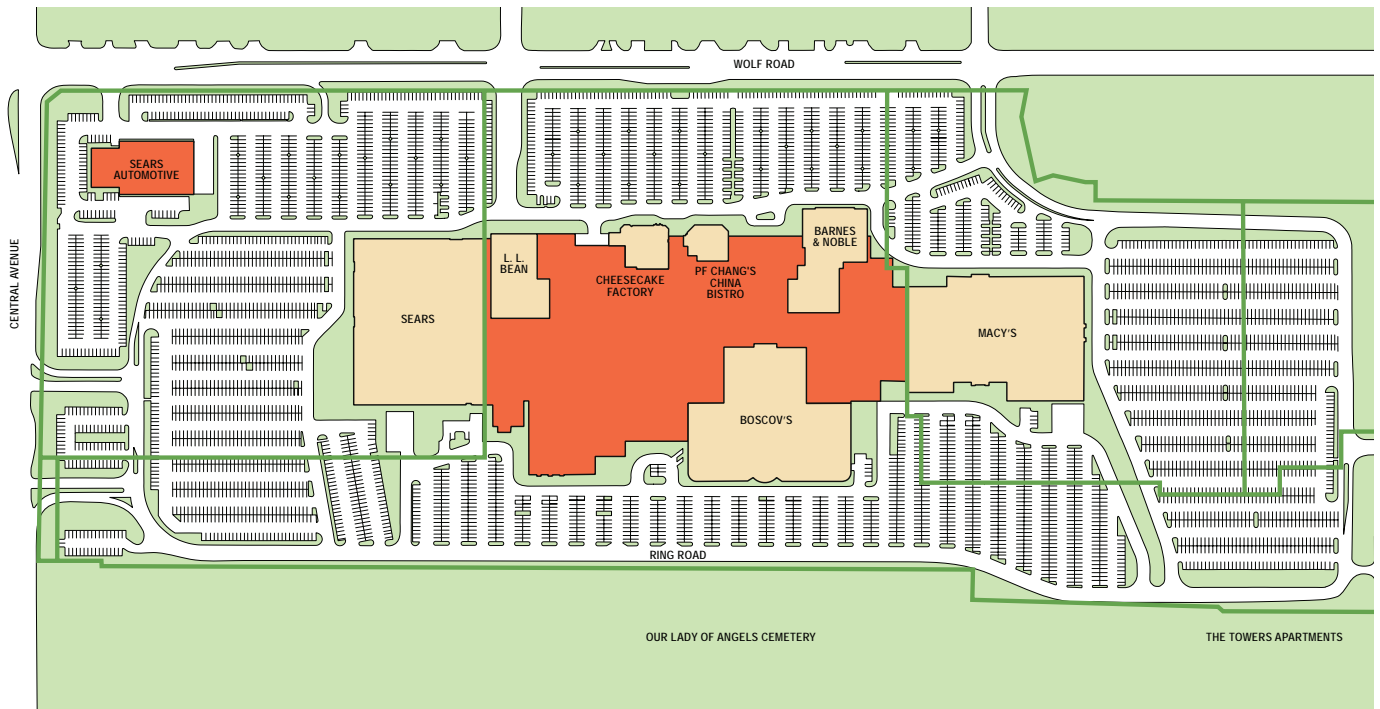 WOLF ROAD
SEARS
AUTOMOTIVE
CENTRAL AVENUE
L. L.
BEAN
CHEESECAKE
FACTORY
PF CHANG'S
CHINA
BISTRO
BARNES
& NOBLE
SEARS
MACY'S
BOSCOV'S
RING ROAD
OUR LADY OF ANGELS CEMETERY
THE TOWERS APARTMENTS